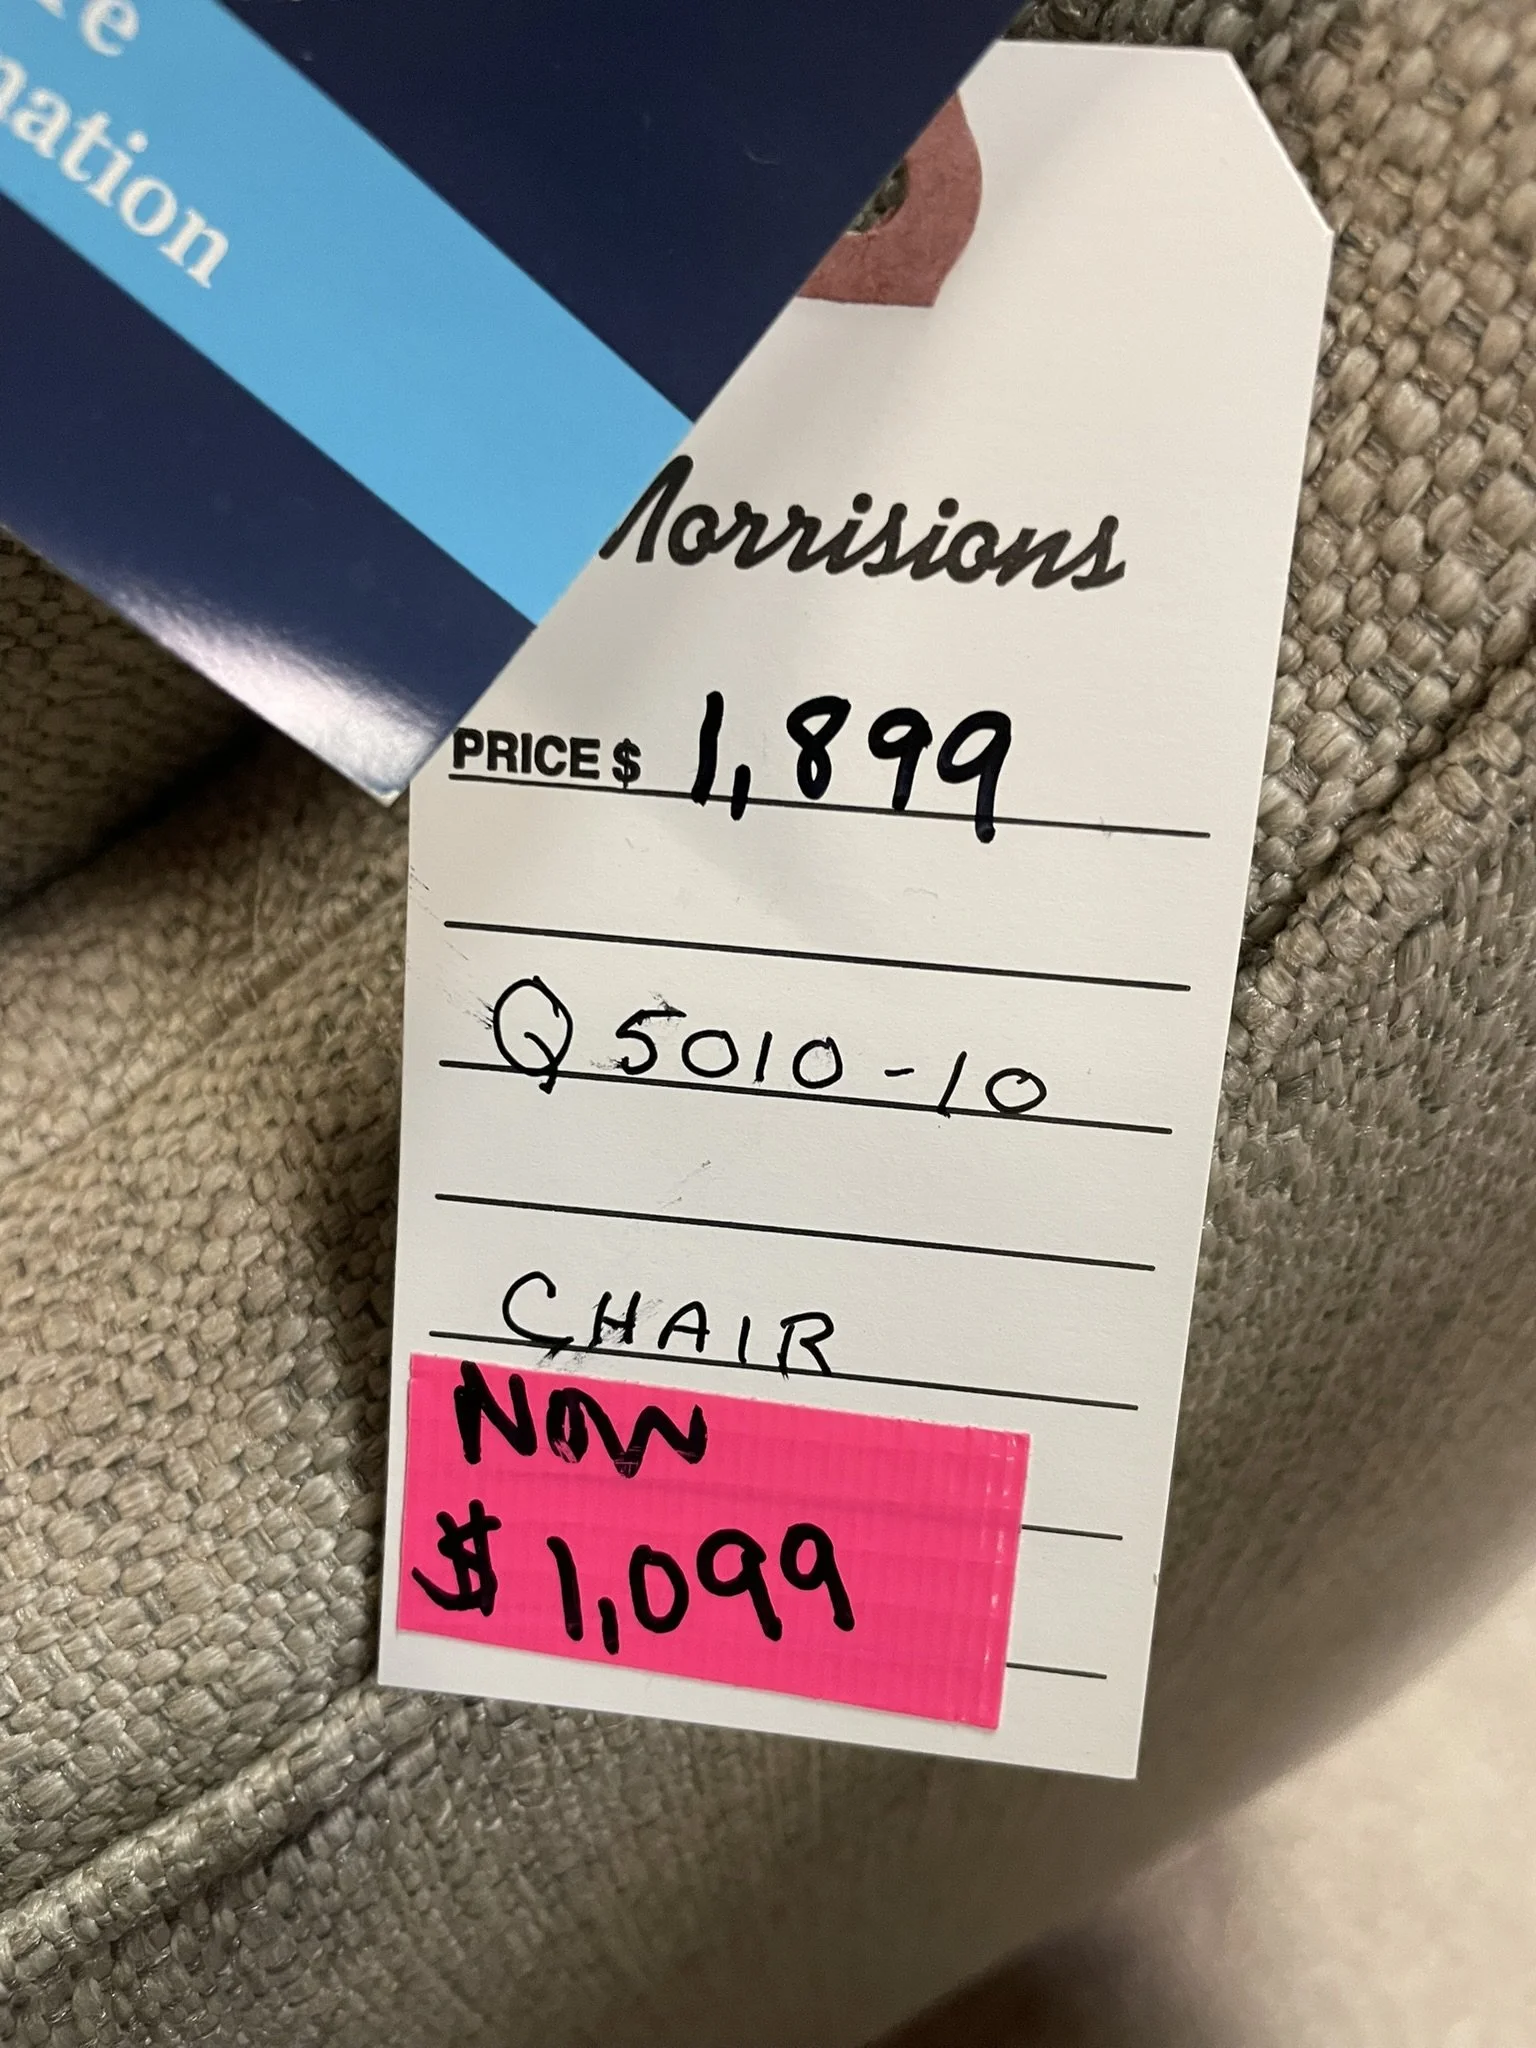 nation
Morrisions
PRICE $ 1,899
Q5010-10
CHAIR
NOW
$1,099